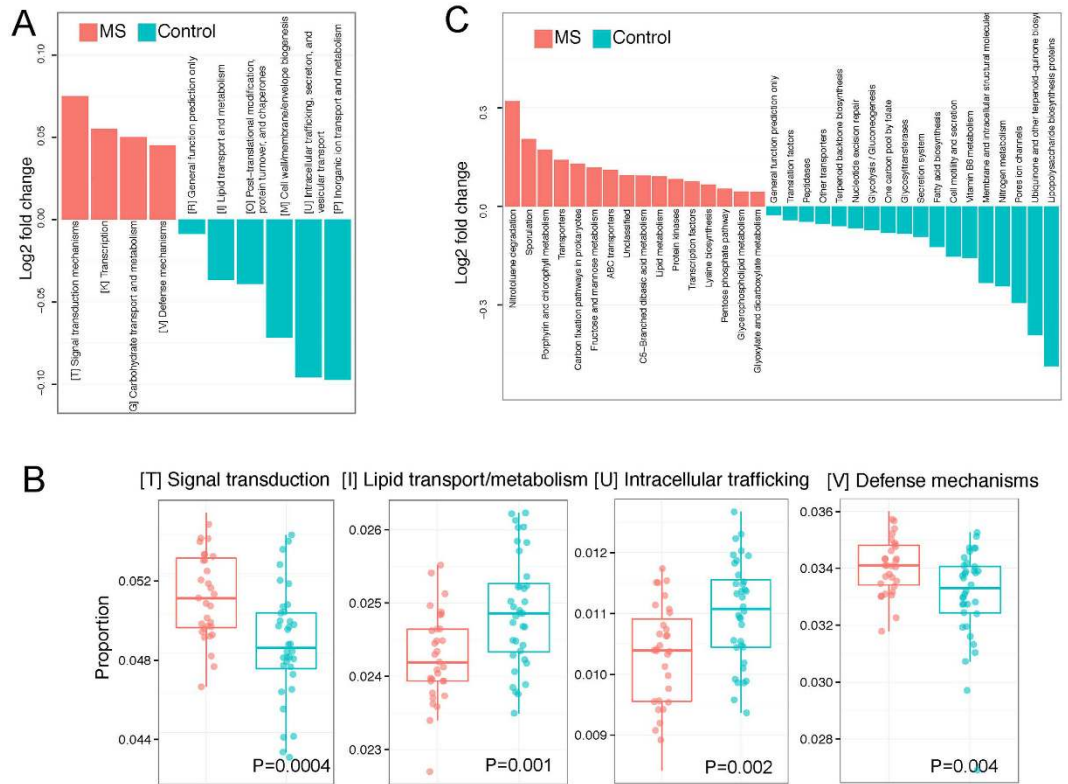 A
MS Control
Log2 fold change
0.10
0.05
0.00
−0.05
−0.10
[T] Signal transduction mechanisms
[K] Transcription
G] Carbohydrate transport and metabolism
[V] Defense mechanisms
[R] General function prediction only
[I] Lipid transport and metabolism
[O] Post−translational modification,
protein turnover, and chaperones
[M] Cell wall/membrane/envelope biogenesis
[U] Intracellular trafficking, secretion, and
vesicular transport
[P] Inorganic ion transport and metabolism
C
MS Control
Log2 fold change
0.3
0.0
−0.3
Nitrotoluene degradation
Sporulation
Porphyrin and chlorophyll metabolism
Transporters
Carbon fixation pathways in prokaryotes
Fructose and mannose metabolism
ABC transporters
Unclassified
C5−Branched dibasic acid metabolism
Lipid metabolism
Protein kinases
Transcription factors
Lysine biosynthesis
Pentose phosphate pathway
Glycerophospholipid metabolism
Glyoxylate and dicarboxylate metabolism
General function prediction only
Translation factors
Peptidases
Other transporters
Terpenoid backbone biosynthesis
Nucleotide excision repair
Glycolysis / Gluconeogenesis
One carbon pool by folate
Glycosyltransferases
Secretion system
Fatty acid biosynthesis
Cell motility and secretion
Vitamin B6 metabolism
Membrane and intracellular structural molecules
Nitrogen metabolism
Pores ion channels
Ubiquinone and other terpenoid−quinone biosyn
Lipopolysaccharide biosynthesis proteins
B
[T] Signal transduction
Proportion
0.052
0.048
0.044
P=0.0004
[I] Lipid transport/metabolism
0.026
0.025
0.024
0.023
P=0.001
[U] Intracellular trafficking
0.012
0.011
0.010
0.009
P=0.002
[V] Defense mechanisms
0.036
0.034
0.032
0.030
0.028
P=0.004